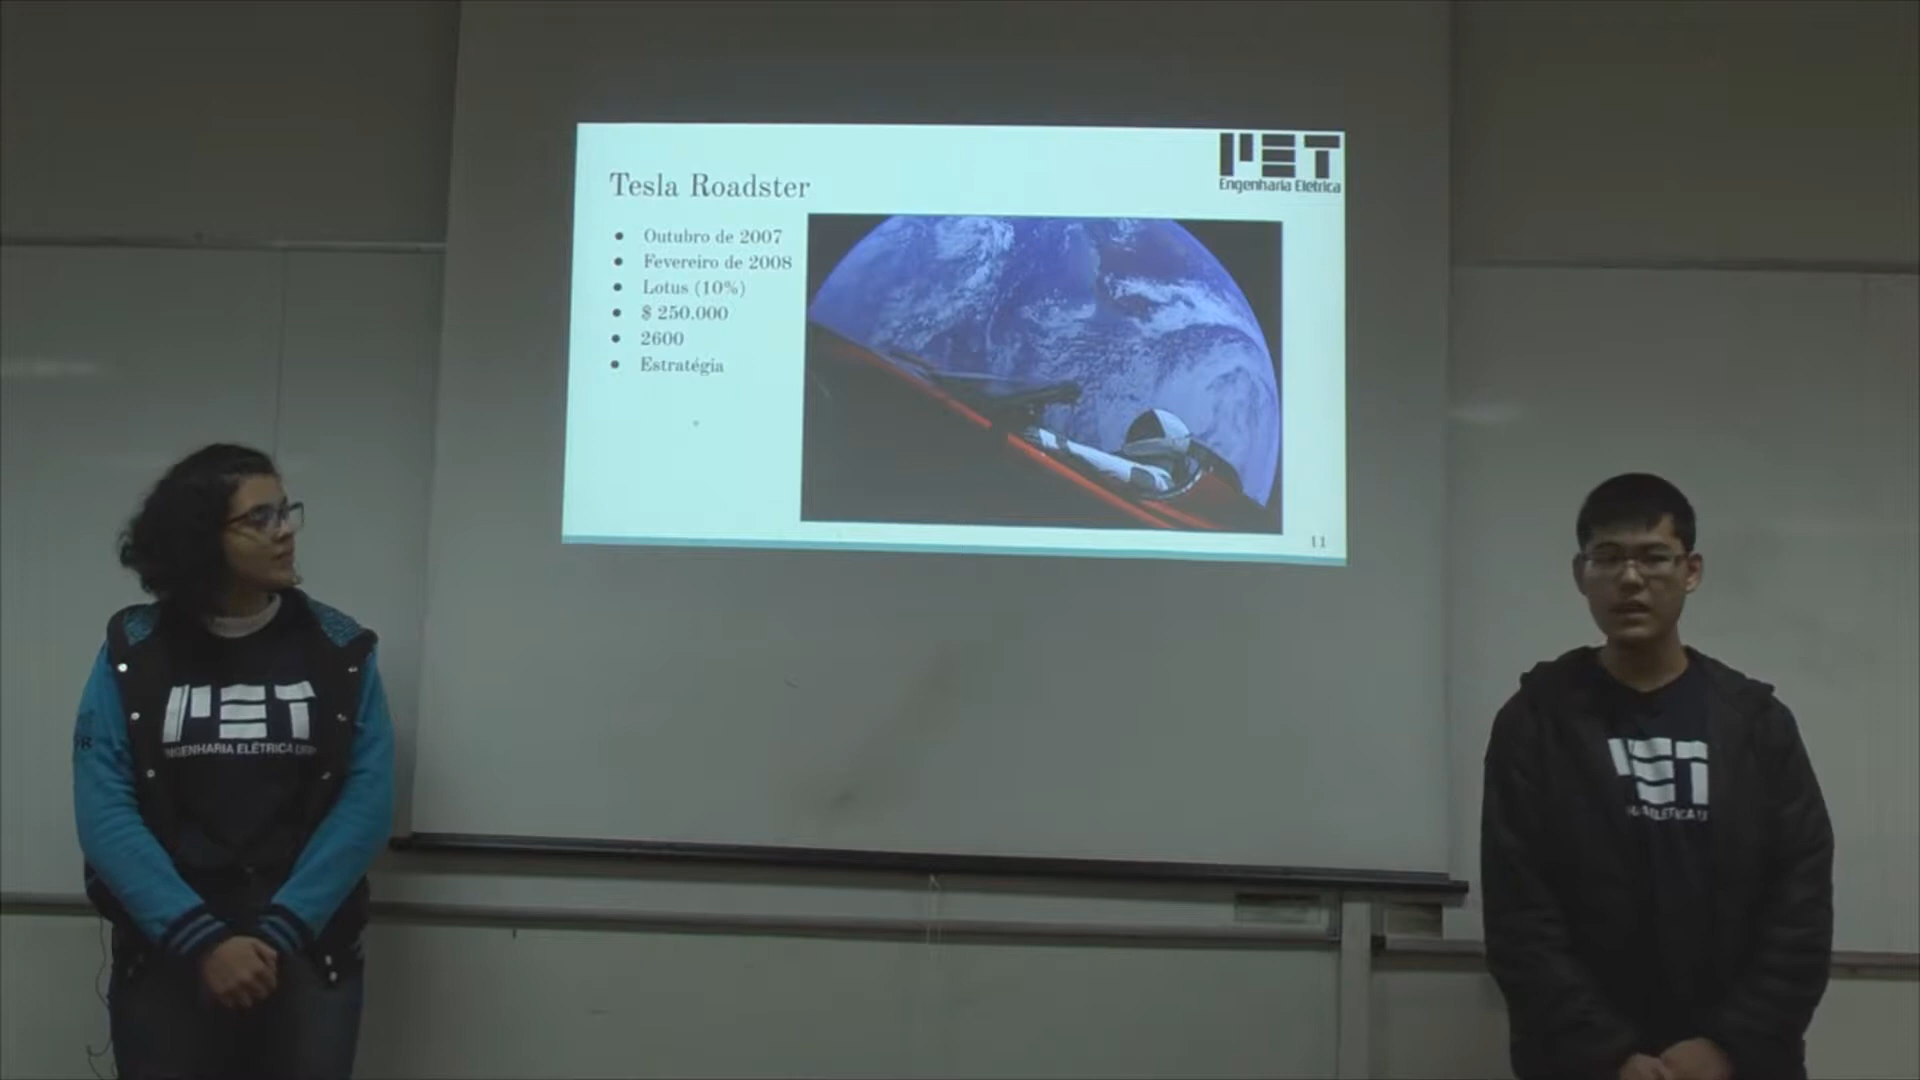 PET
Engenharia Elétrica
Tesla Roadster
Outubro de 2007
Fevereiro de 2008
Lotus (10%)
$ 250.000
2600
Estratégia
11
PET
ENGENHARIA ELÉTRICA
PET